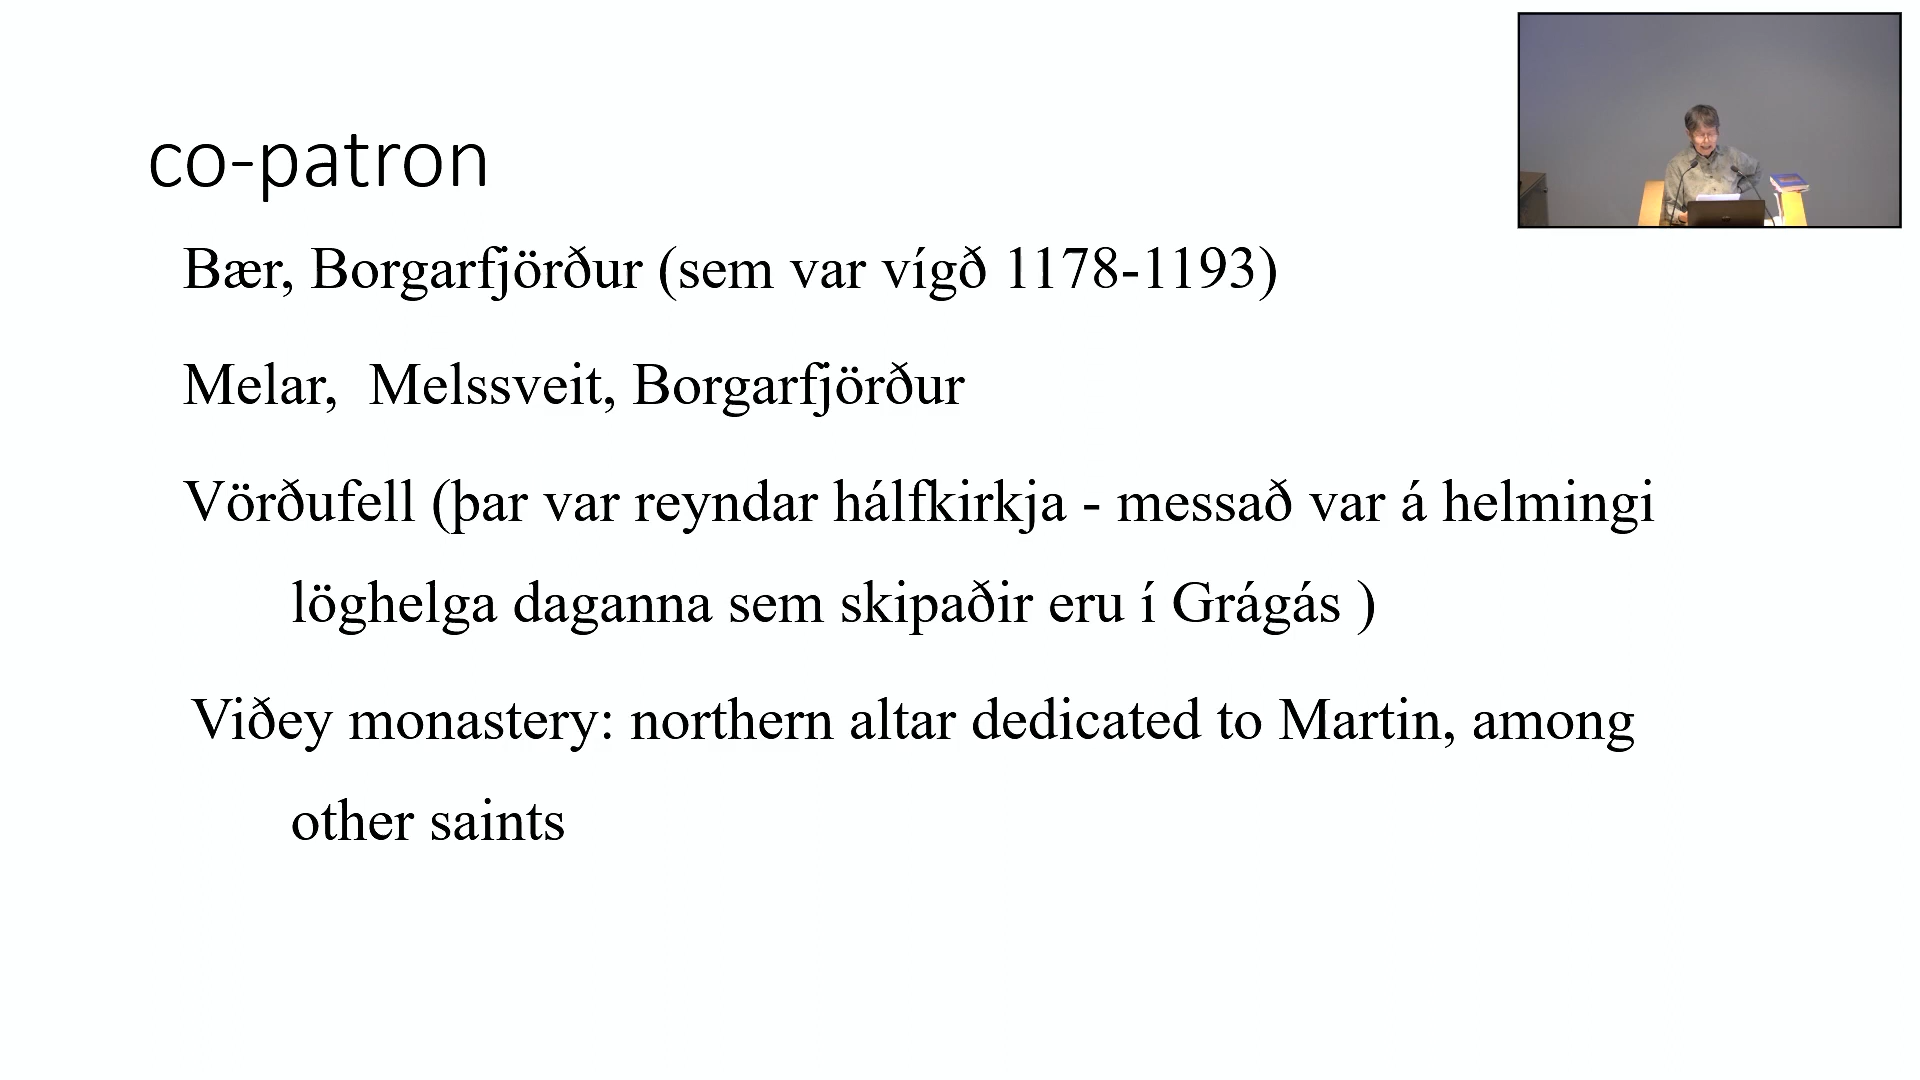 co-patron
Bær, Borgarfjörður (sem var vígð 1178-1193)
Melar, Melssveit, Borgarfjörður
Vörðufell (þar var reyndar hálfkirkja - messað var á helmingi
löghelga daganna sem skipaðir eru í Grágás )
Viðey monastery: northern altar dedicated to Martin, among
other saints